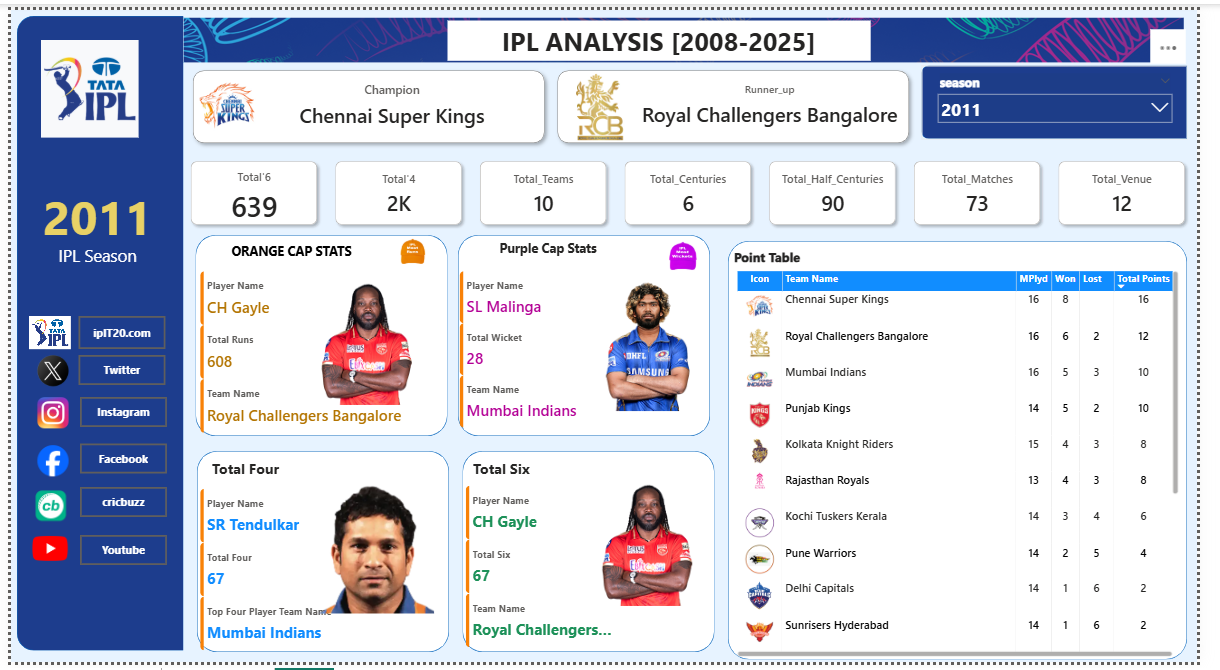 IPL ANALYSIS [2008-2025]
TATA
IPL
2011
IPL Season
TATA
IPL
iplT20.com
Twitter
Instagram
Facebook
cb
cricbuzz
Youtube
CHENNAI
SUPER
KINGS
Champion
Chennai Super Kings
RCB
Runner_up
Royal Challengers Bangalore
season
2011
Total'6
639
Total'4
2K
Total_Teams
10
Total_Centuries
6
Total_Half_Centuries
90
Total_Matches
73
Total_Venue
12
ORANGE CAP STATS
Player Name
CH Gayle
Total Runs
608
Team Name
Royal Challengers Bangalore
Purple Cap Stats
IPL
Most
Wickets
Player Name
SL Malinga
Total Wicket
28
Team Name
Mumbai Indians
SAMSUNG
Total Four
Player Name
SR Tendulkar
Total Four
67
Top Four Player Team Name
Mumbai Indians
Total Six
Player Name
CH Gayle
Total Six
67
Team Name
Royal Challengers...
Point Table
Icon Team Name MPlyd Won Lost Total Points
Chennai Super Kings 16 8 16
Royal Challengers Bangalore 16 6 2 12
Mumbai Indians 16 5 3 10
Punjab Kings 14 5 2 10
Kolkata Knight Riders 15 4 3 8
Rajasthan Royals 13 4 3 8
Kochi Tuskers Kerala 14 3 4 6
Pune Warriors 14 2 5 4
Delhi Capitals 14 1 6 2
Sunrisers Hyderabad 14 1 6 2